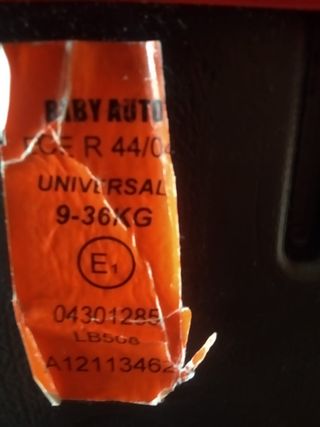 BABY AUTO
ECE R 44/04
UNIVERSAL
9-36KG
E1
04301285
LB508
A12113462